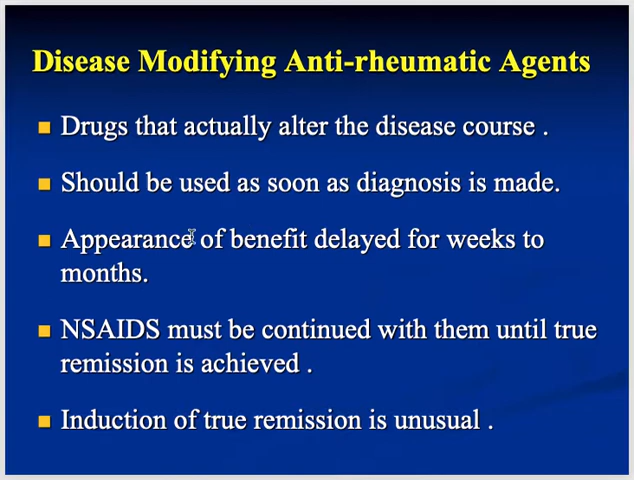 Disease Modifying Anti-rheumatic Agents
Drugs that actually alter the disease course .
Should be used as soon as diagnosis is made.
Appearance of benefit delayed for weeks to
months.
NSAIDS must be continued with them until true
remission is achieved .
Induction of true remission is unusual .